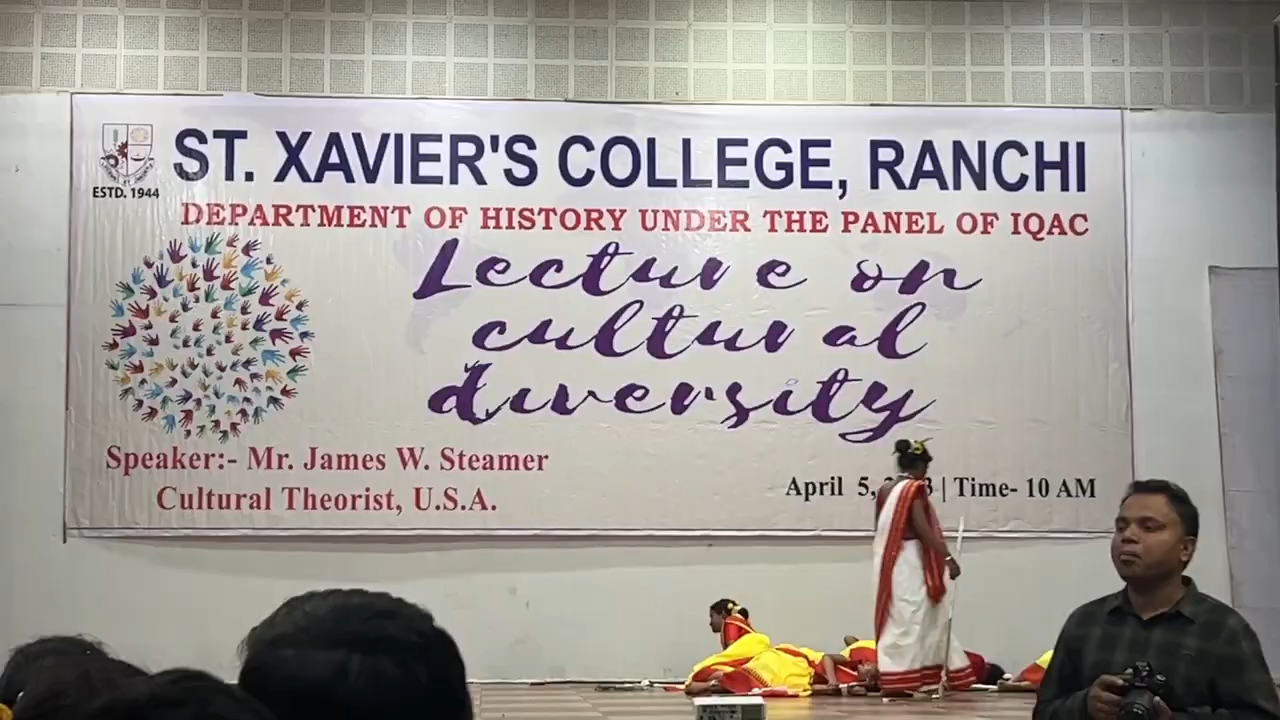 ST. XAVIER'S COLLEGE, RANCHI
ESTD. 1944
DEPARTMENT OF HISTORY UNDER THE PANEL OF IQAC
Lecture on
cultural
diversity
Speaker:- Mr. James W. Steamer
Cultural Theorist, U.S.A.
April 5, | Time- 10 AM